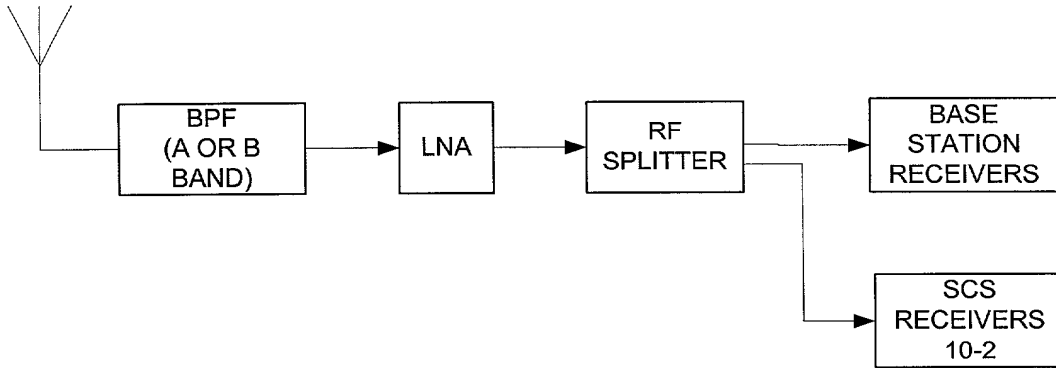 BPF
(A OR B
BAND)
LNA
RF
SPLITTER
BASE
STATION
RECEIVERS
SCS
RECEIVERS
10-2